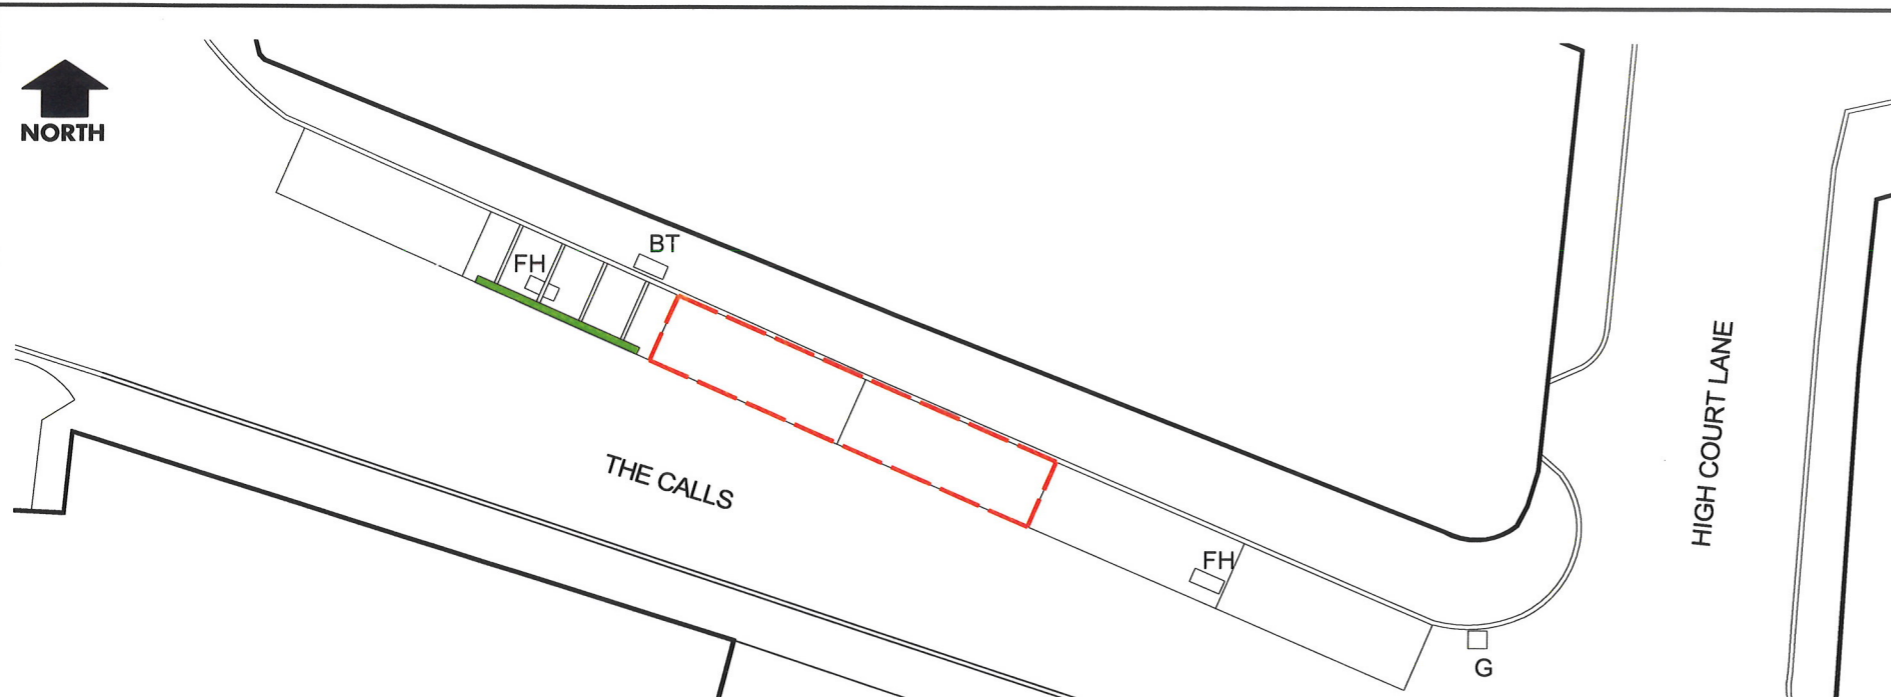 NORTH
BT
FH
THE CALLS
HIGH COURT LANE
FH
G